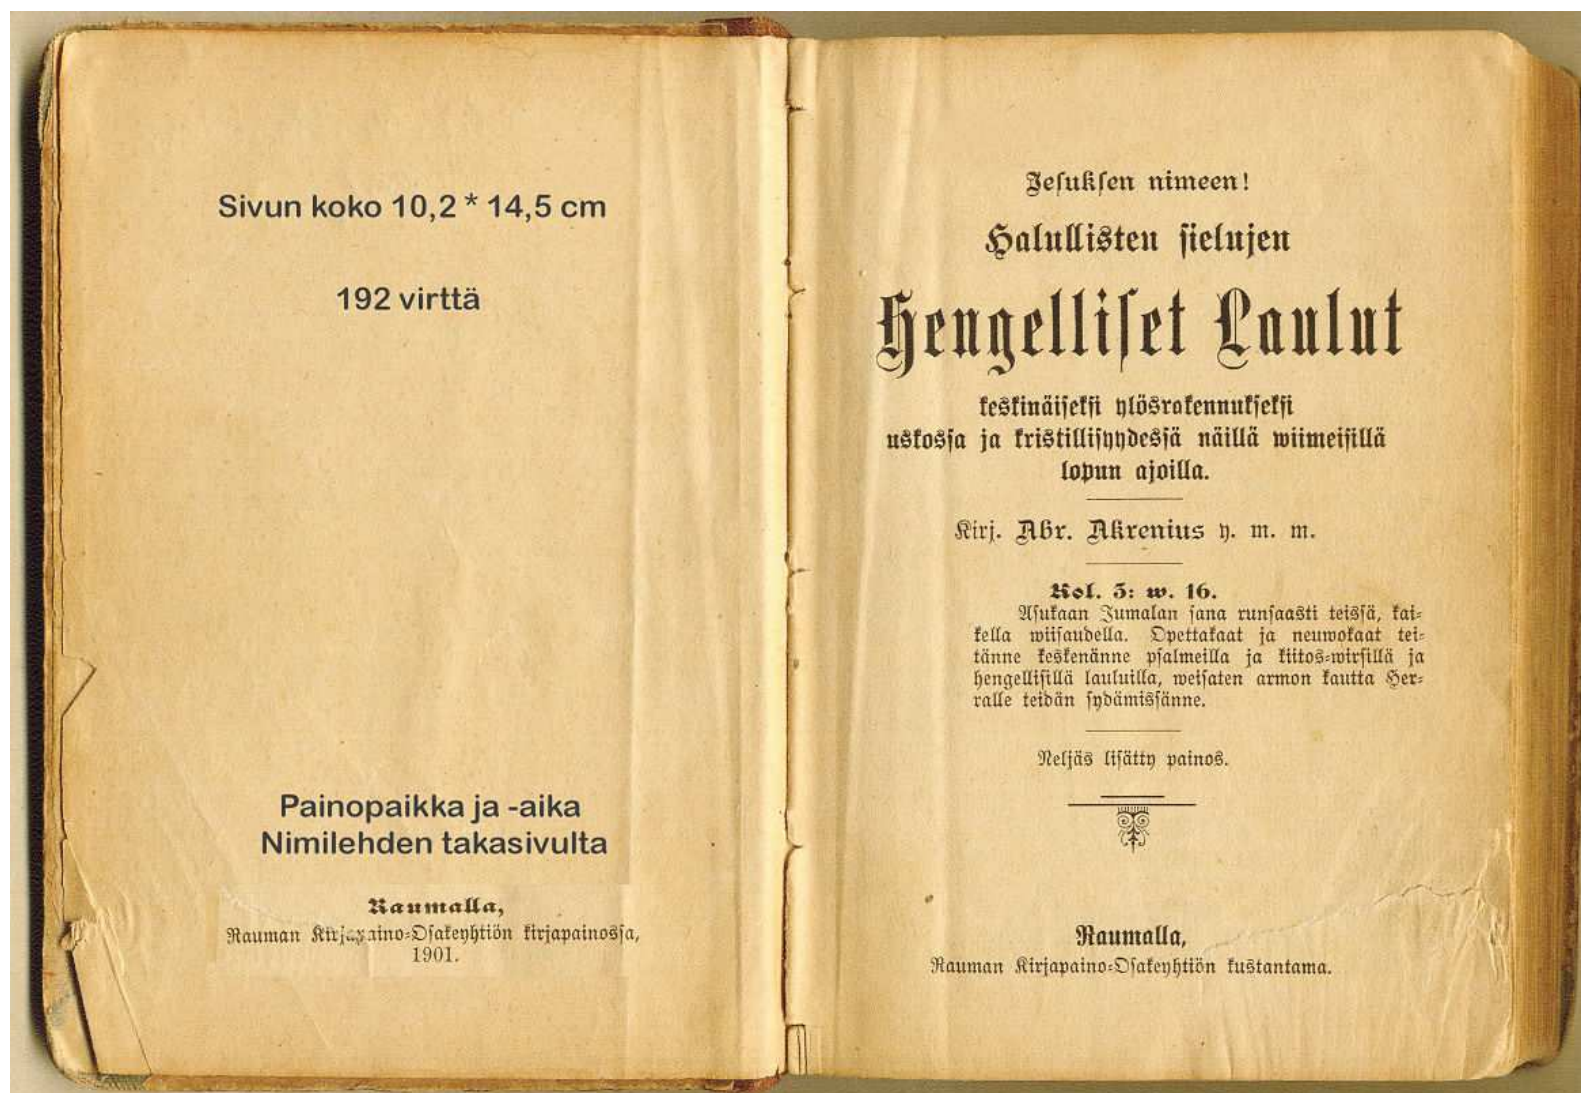 Sivun koko 10,2 * 14,5 cm
192 virttä
Painopaikka ja -aika
Nimilehden takasivulta
Raumalla,
Rauman Kirjapaino-Osakeyhtiön kirjapainossa,
1901.
Jesuksen nimeen!
Halullisten sielujen
Hengelliset Laulut
keskinäiseksi ylösrakennukseksi
uskossa ja kristillisyydessä näillä wiimeisillä
lopun ajoilla.
Kirj. Abr. Akrenius y. m. m.
Kol. 3: w. 16.
Asukaan Jumalan sana runsaasti teissä, kai-
kella wiisaudella. Opettakaat ja neuwokaat tei-
tänne keskenänne psalmeilla ja kiitos-wirsillä ja
hengellisillä lauluilla, weisaten armon kautta Her-
ralle teidän sydämissänne.
Neljäs lisätty painos.
Raumalla,
Rauman Kirjapaino-Osakeyhtiön kustantama.